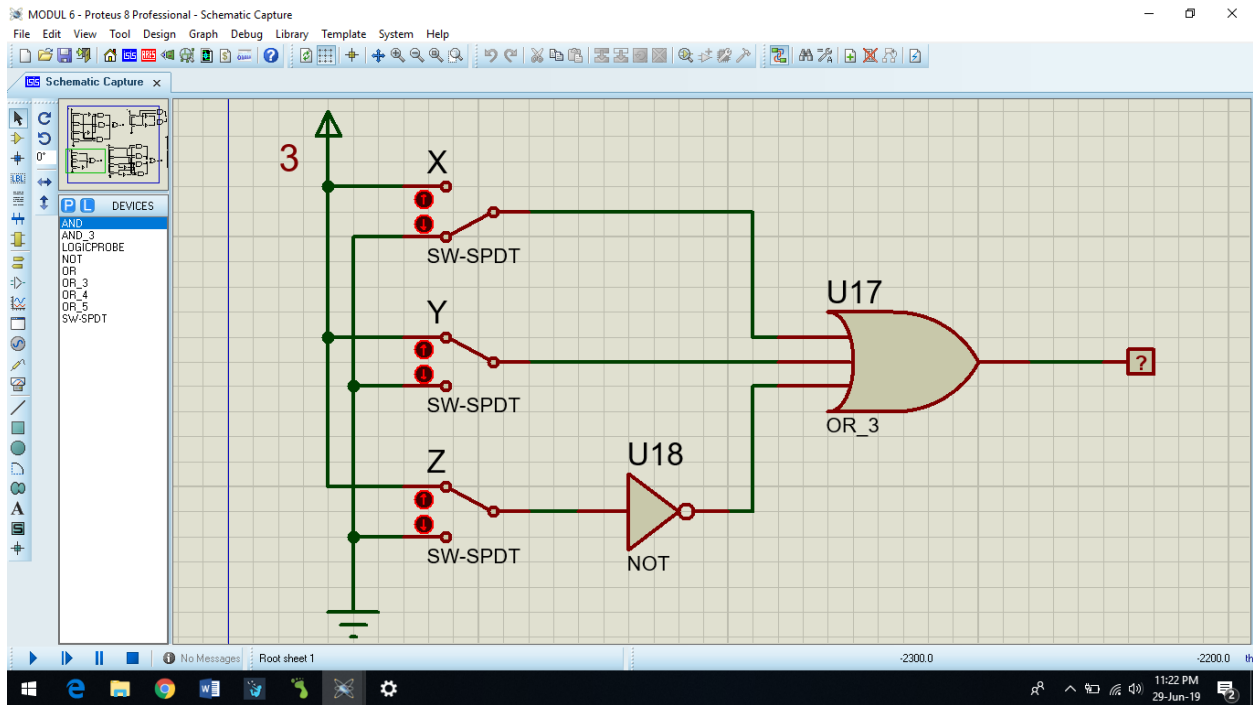 MODUL 6 - Proteus 8 Professional - Schematic Capture
File Edit View Tool Design Graph Debug Library Template System Help
Schematic Capture
0°
P L DEVICES
AND
AND_3
LOGICPROBE
NOT
OR
OR_3
OR_4
OR_5
SW-SPDT
3
X
SW-SPDT
Y
SW-SPDT
Z
SW-SPDT
U18
NOT
U17
OR_3
?
No Messages
Root sheet 1
-2300.0
-2200.0
th
11:22 PM
29-Jun-19
2